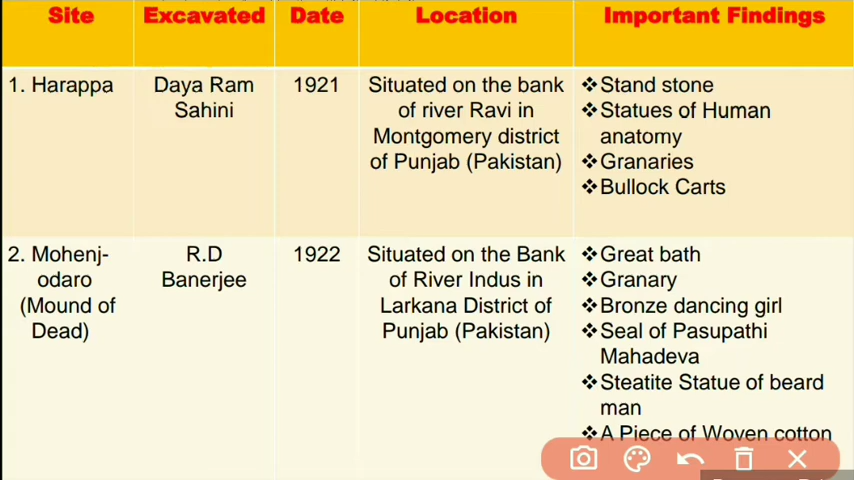 Site Excavated Date Location Important Findings
1. Harappa
Daya Ram
Sahini
1921
Situated on the bank
of river Ravi in
Montgomery district
of Punjab (Pakistan)
❖Stand stone
❖Statues of Human
anatomy
❖Granaries
❖Bullock Carts
2. Mohenj-
odaro
(Mound of
Dead)
R.D
Banerjee
1922
Situated on the Bank
of River Indus in
Larkana District of
Punjab (Pakistan)
❖Great bath
❖Granary
❖Bronze dancing girl
❖Seal of Pasupathi
Mahadeva
❖Steatite Statue of beard
man
❖A Piece of Woven cotton